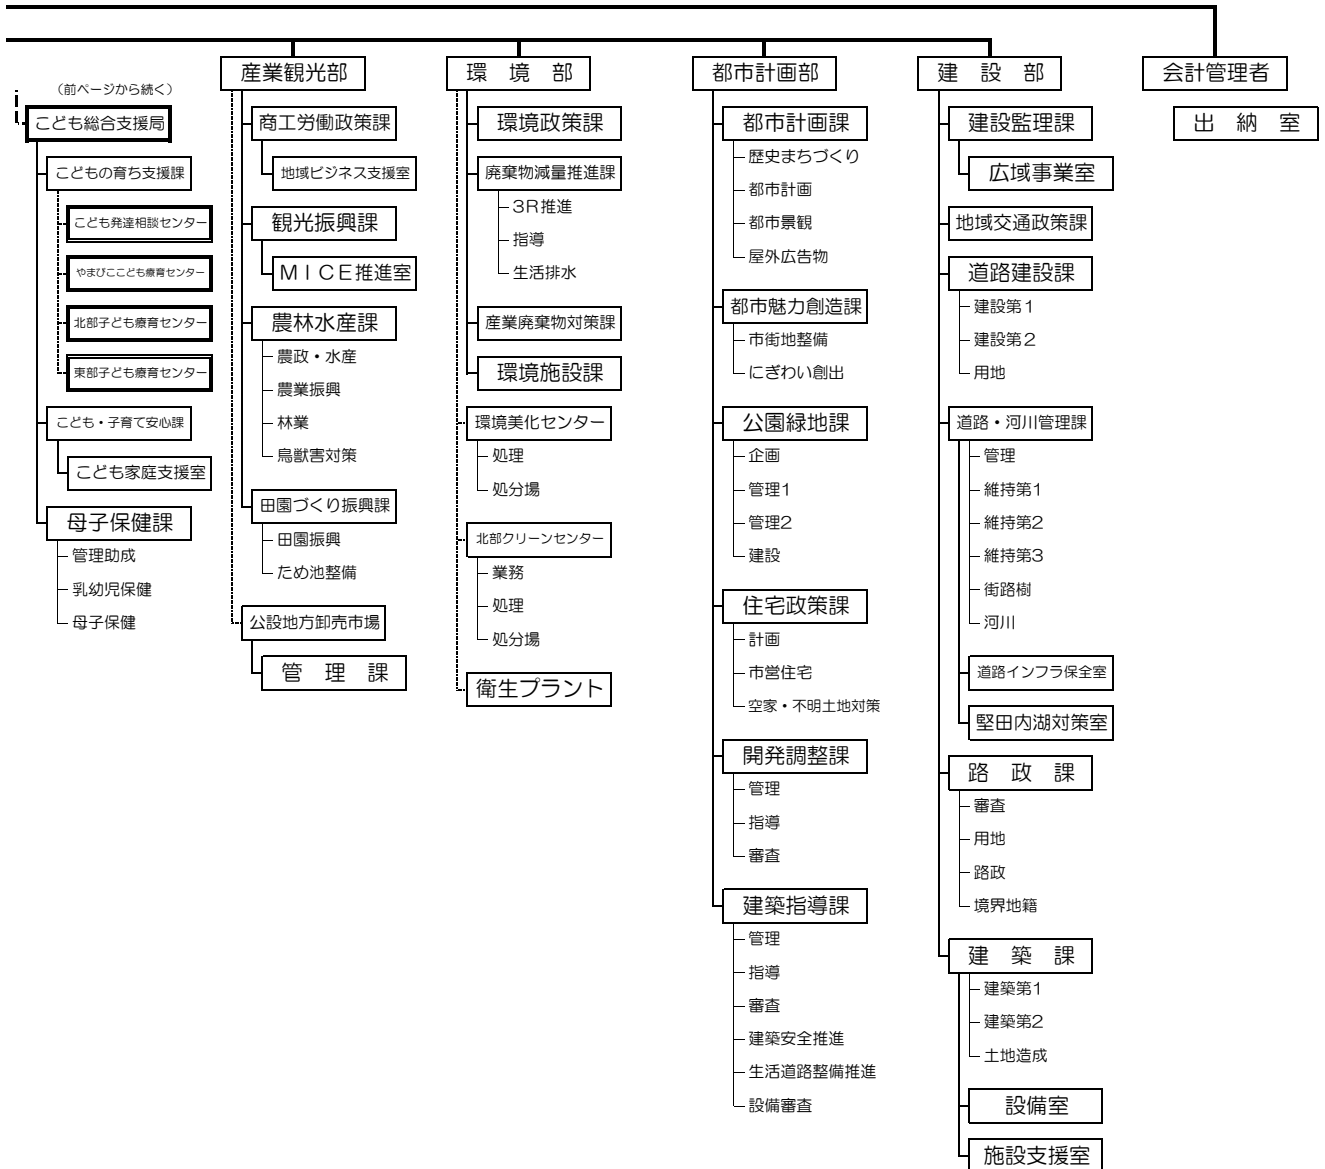 （前ページから続く）
こども総合支援局
こどもの育ち支援課
こども発達相談センター
やまびここども療育センター
北部子ども療育センター
東部子ども療育センター
こども・子育て安心課
こども家庭支援室
母子保健課
管理助成
乳幼児保健
母子保健
産業観光部
商工労働政策課
地域ビジネス支援室
観光振興課
ＭＩＣＥ推進室
農林水産課
農政・水産
農業振興
林業
鳥獣害対策
田園づくり振興課
田園振興
ため池整備
公設地方卸売市場
管　理　課
環　境　部
環境政策課
廃棄物減量推進課
３Ｒ推進
指導
生活排水
産業廃棄物対策課
環境施設課
環境美化センター
処理
処分場
北部クリーンセンター
業務
処理
処分場
衛生プラント
都市計画部
都市計画課
歴史まちづくり
都市計画
都市景観
屋外広告物
都市魅力創造課
市街地整備
にぎわい創出
公園緑地課
企画
管理1
管理2
建設
住宅政策課
計画
市営住宅
空家・不明土地対策
開発調整課
管理
指導
審査
建築指導課
管理
指導
審査
建築安全推進
生活道路整備推進
設備審査
建　設　部
建設監理課
広域事業室
地域交通政策課
道路建設課
建設第１
建設第２
用地
道路・河川管理課
管理
維持第1
維持第2
維持第3
街路樹
河川
道路インフラ保全室
堅田内湖対策室
路　政　課
審査
用地
路政
境界地籍
建　築　課
建築第1
建築第2
土地造成
設備室
施設支援室
会計管理者
出　納　室